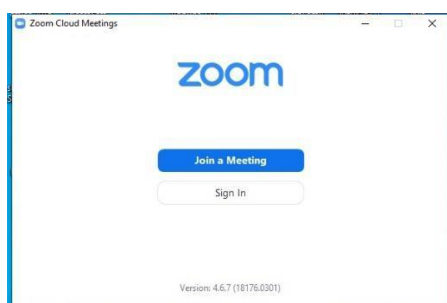 Zoom Cloud Meetings
zoom
Join a Meeting
Sign In
Version: 4.6.7 (18176.0301)